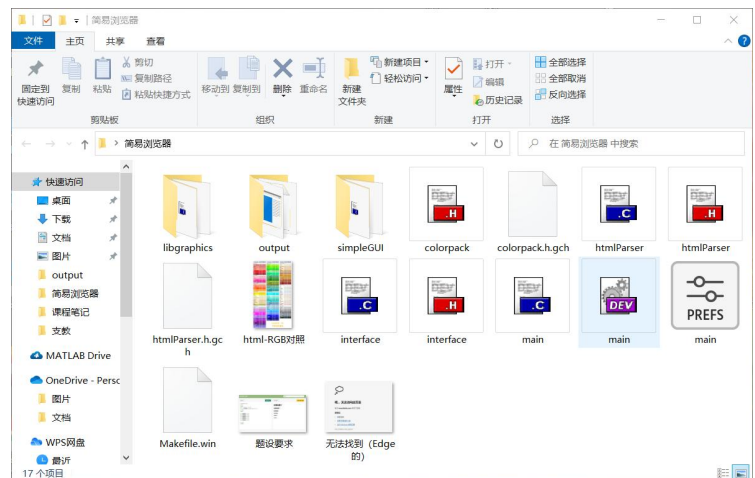 简易浏览器
文件 主页 共享 查看
固定到
快速访问
复制
粘贴
剪切
复制路径
粘贴快捷方式
剪贴板
移动到 复制到 删除 重命名
组织
新建
文件夹
新建项目
轻松访问
新建
属性
打开
编辑
历史记录
打开
全部选择
全部取消
反向选择
选择
简易浏览器
在 简易浏览器 中搜索
快速访问
桌面
下载
文档
图片
output
简易浏览器
课程笔记
支教
MATLAB Drive
OneDrive - Persc
图片
文档
WPS网盘
最近
DEV DEV DEV
.H .C .H
libgraphics output simpleGUI colorpack colorpack.h.gch htmlParser htmlParser
DEV DEV DEV
.C .H .C DEV PREFS
htmlParser.h.gc
h
html-RGB对照 interface interface main main main
Makefile.win 题设要求 无法找到（Edge
的）
17 个项目